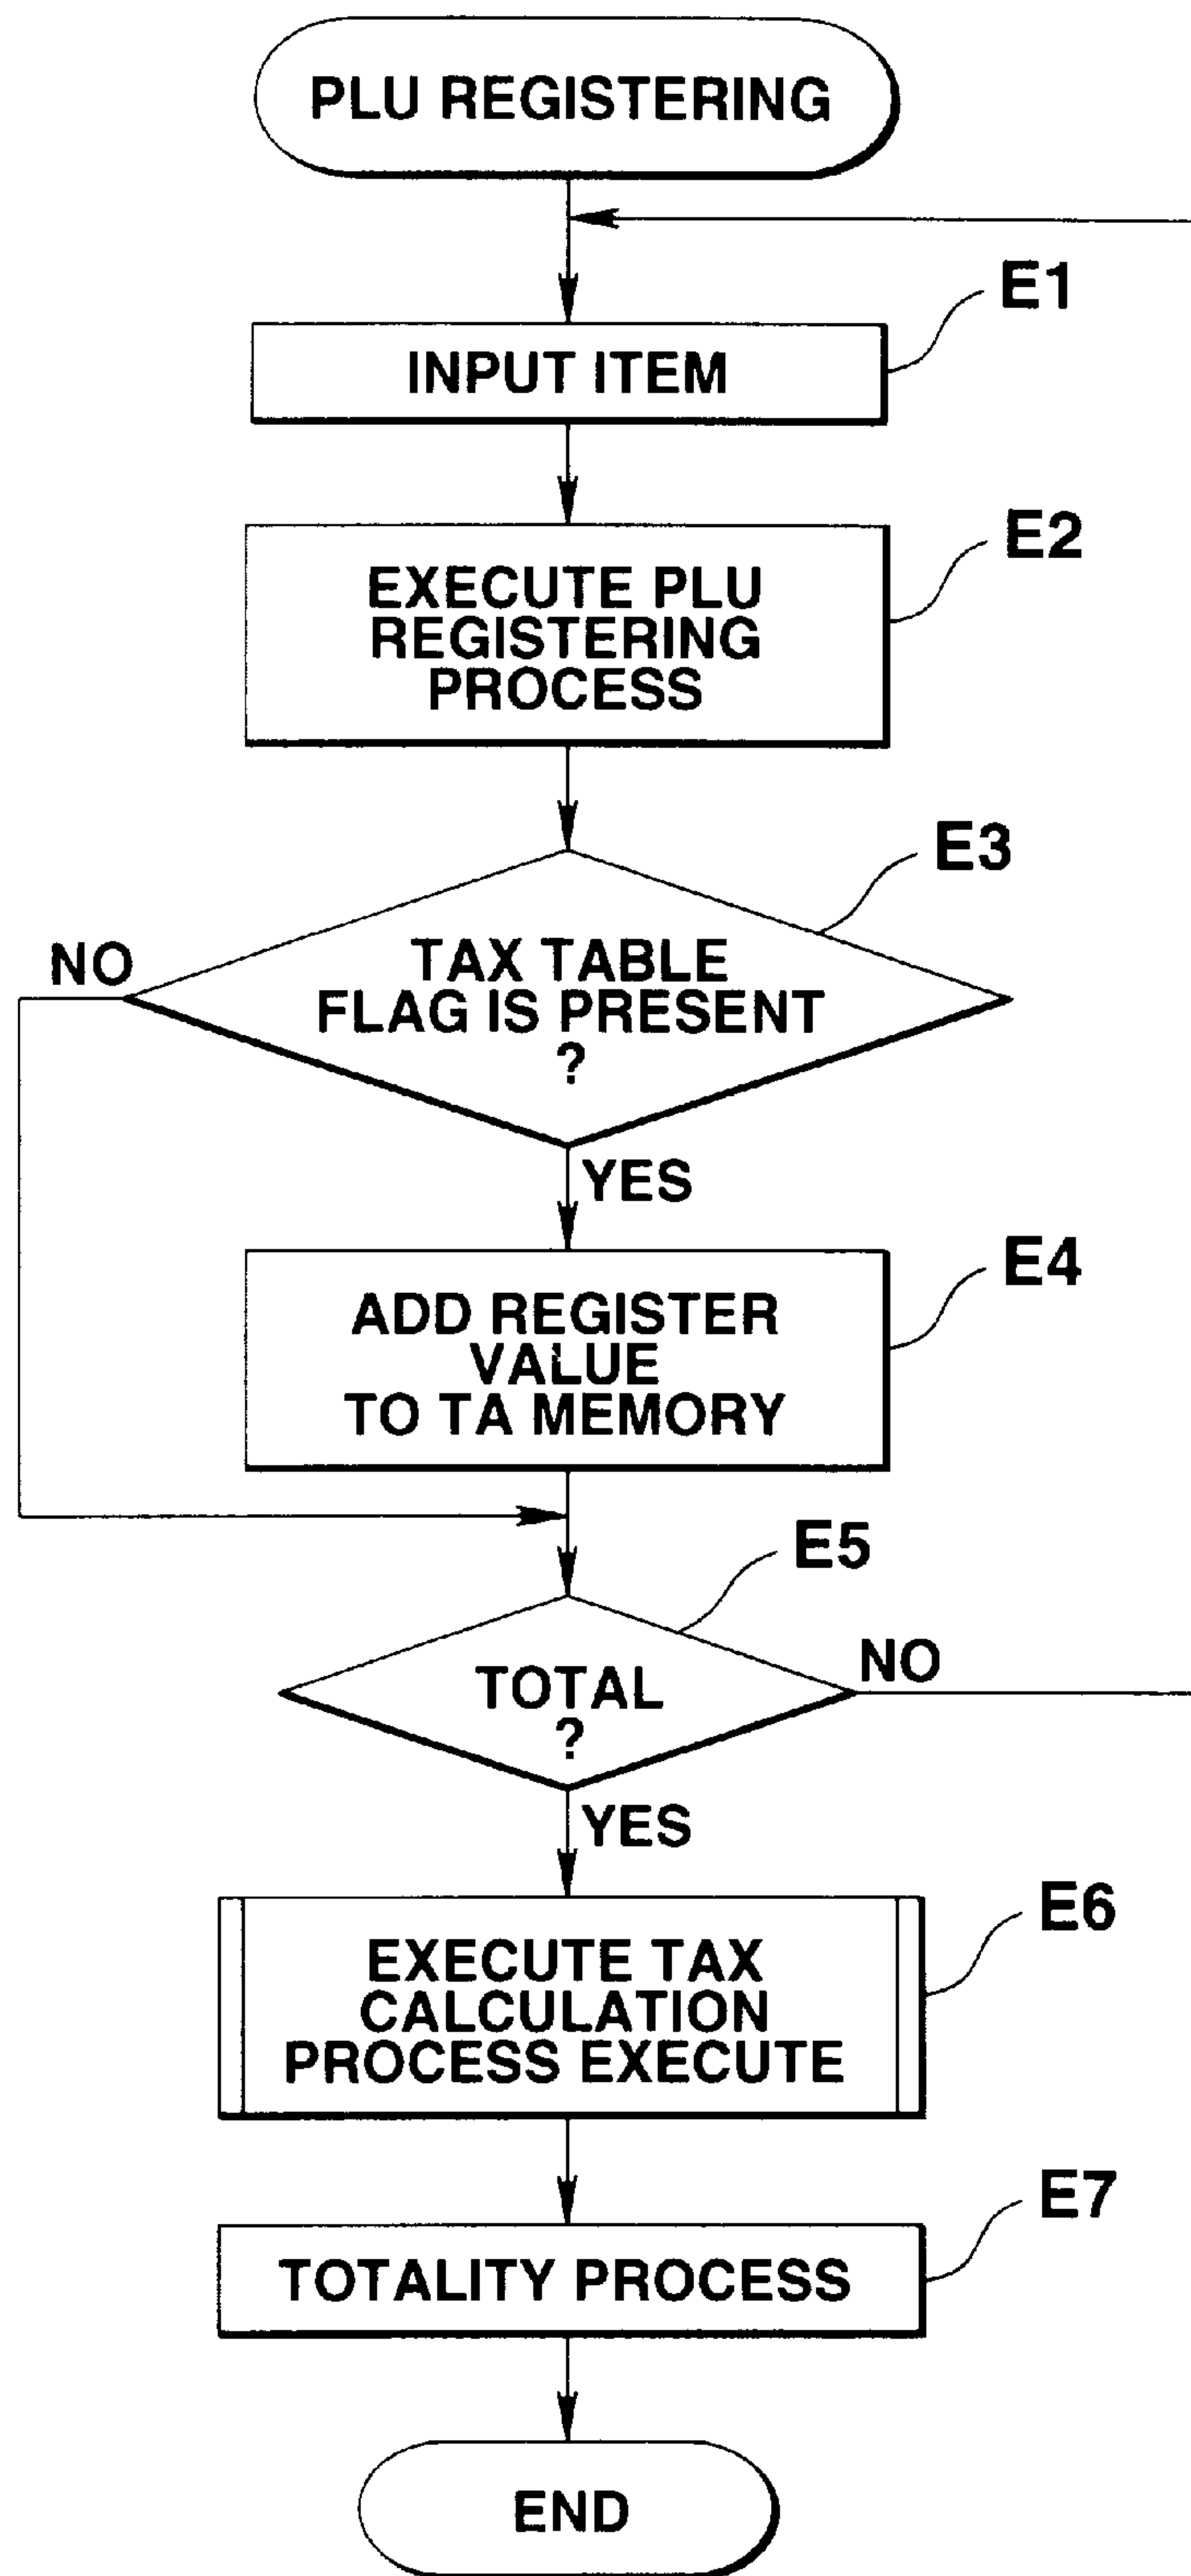 PLU REGISTERING
E1
INPUT ITEM
E2
EXECUTE PLU
REGISTERING
PROCESS
E3
NO
TAX TABLE
FLAG IS PRESENT
?
YES
E4
ADD REGISTER
VALUE
TO TA MEMORY
E5
NO
TOTAL
?
YES
E6
EXECUTE TAX
CALCULATION
PROCESS EXECUTE
E7
TOTALITY PROCESS
END